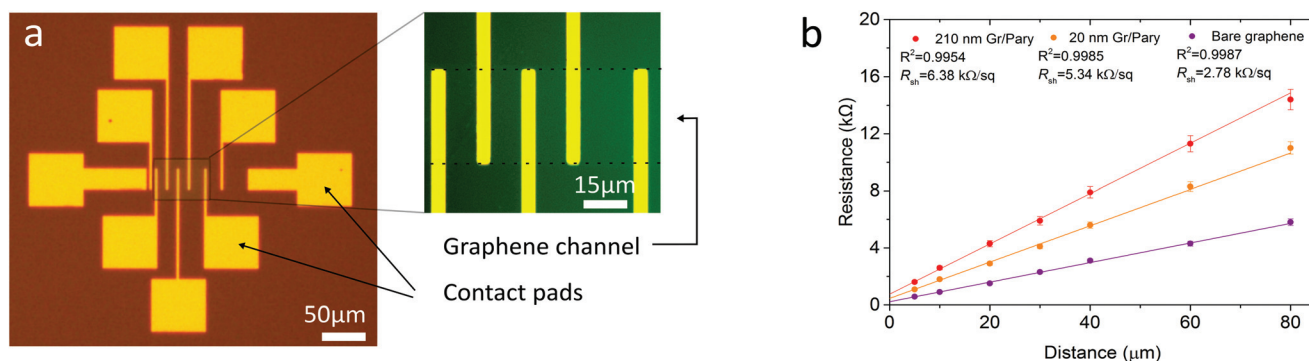 a
15μm
Graphene channel
Contact pads
50μm
b
210 nm Gr/Pary
20 nm Gr/Pary
Bare graphene
R²=0.9954
R²=0.9985
R²=0.9987
Rsh=6.38 kΩ/sq
Rsh=5.34 kΩ/sq
Rsh=2.78 kΩ/sq
Resistance (kΩ)
20
16
12
8
4
0
0
20
40
60
80
Distance (μm)